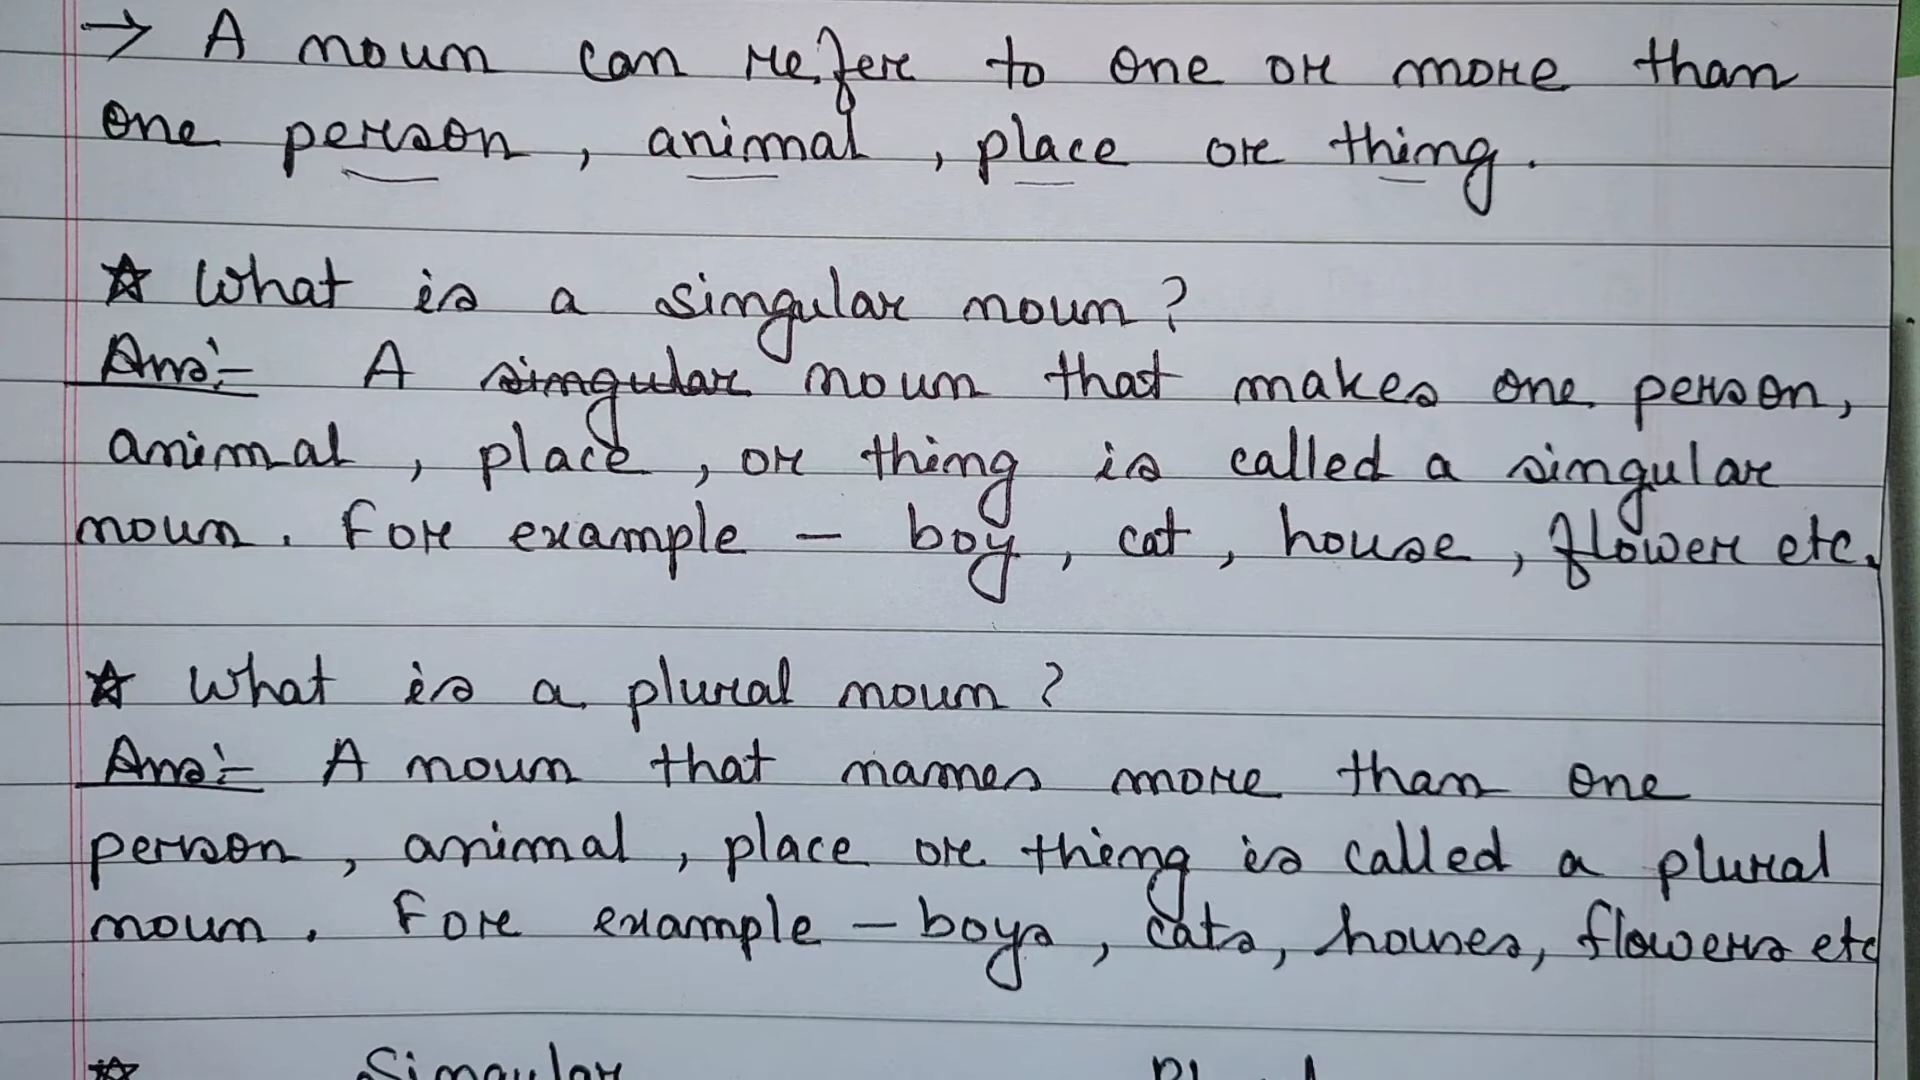 → A noun can refer to one or more than
one person, animal, place or thing.
☆ What is a singular noun?
Ans:- A singular noun that makes one person,
animal, place, or thing is called a singular
noun. For example - boy, cat, house, flower etc.
☆ What is a plural noun?
Ans:- A noun that names more than one
person, animal, place or thing is called a plural
noun. For example - boys, cats, houses, flowers etc
☆ Singular